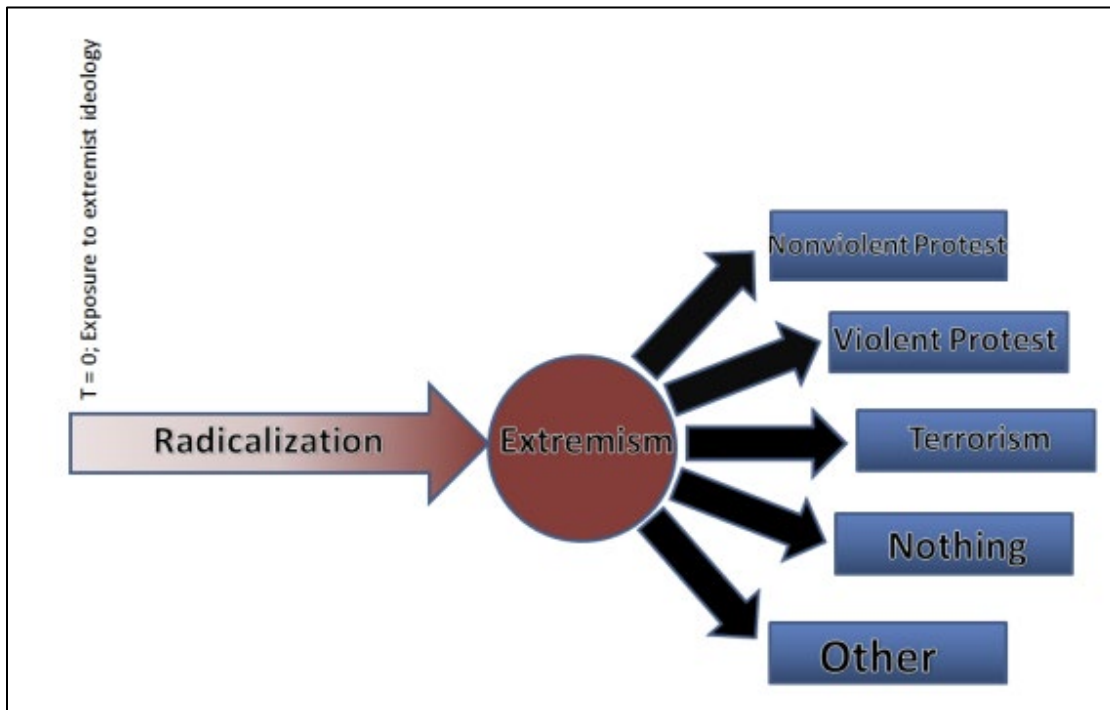 T = 0; Exposure to extremist ideology
Radicalization
Extremism
Nonviolent Protest
Violent Protest
Terrorism
Nothing
Other